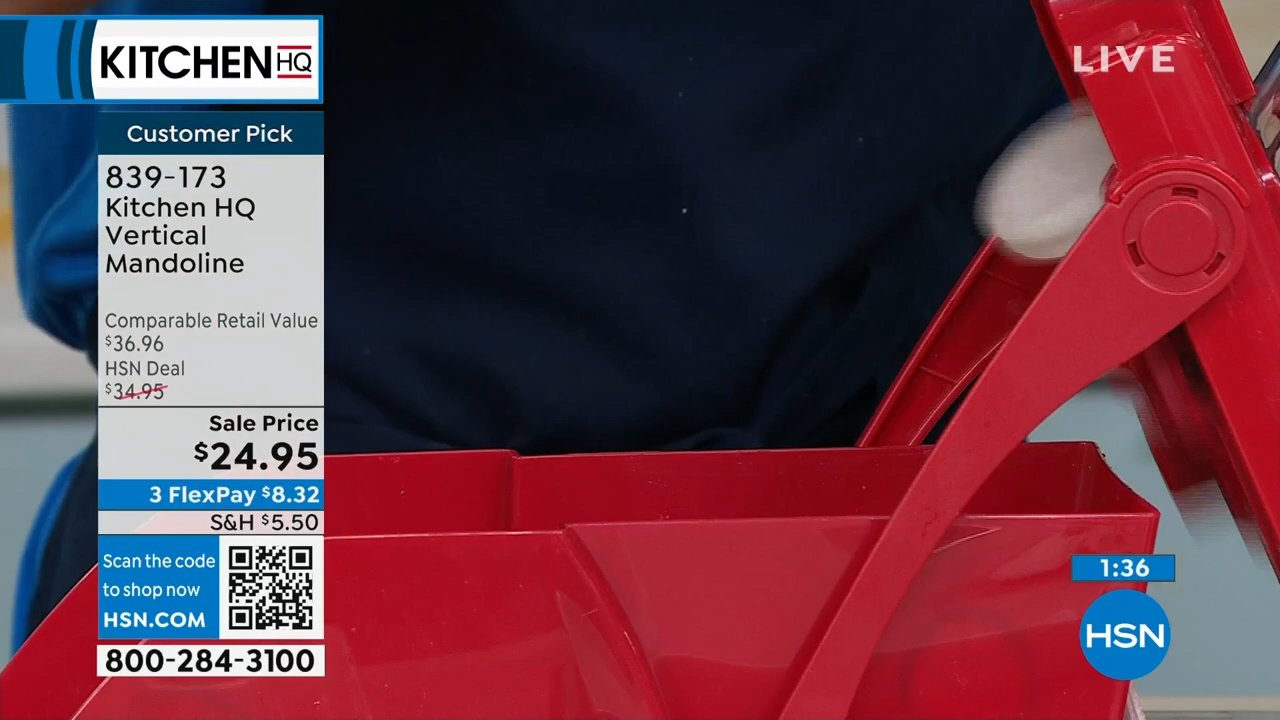 KITCHEN HQ
LIVE
Customer Pick
839-173
Kitchen HQ
Vertical
Mandoline
Comparable Retail Value
$36.96
HSN Deal
$34.95
Sale Price
$24.95
3 FlexPay $8.32
S&H $5.50
Scan the code
to shop now
HSN.COM
800-284-3100
1:36
HSN